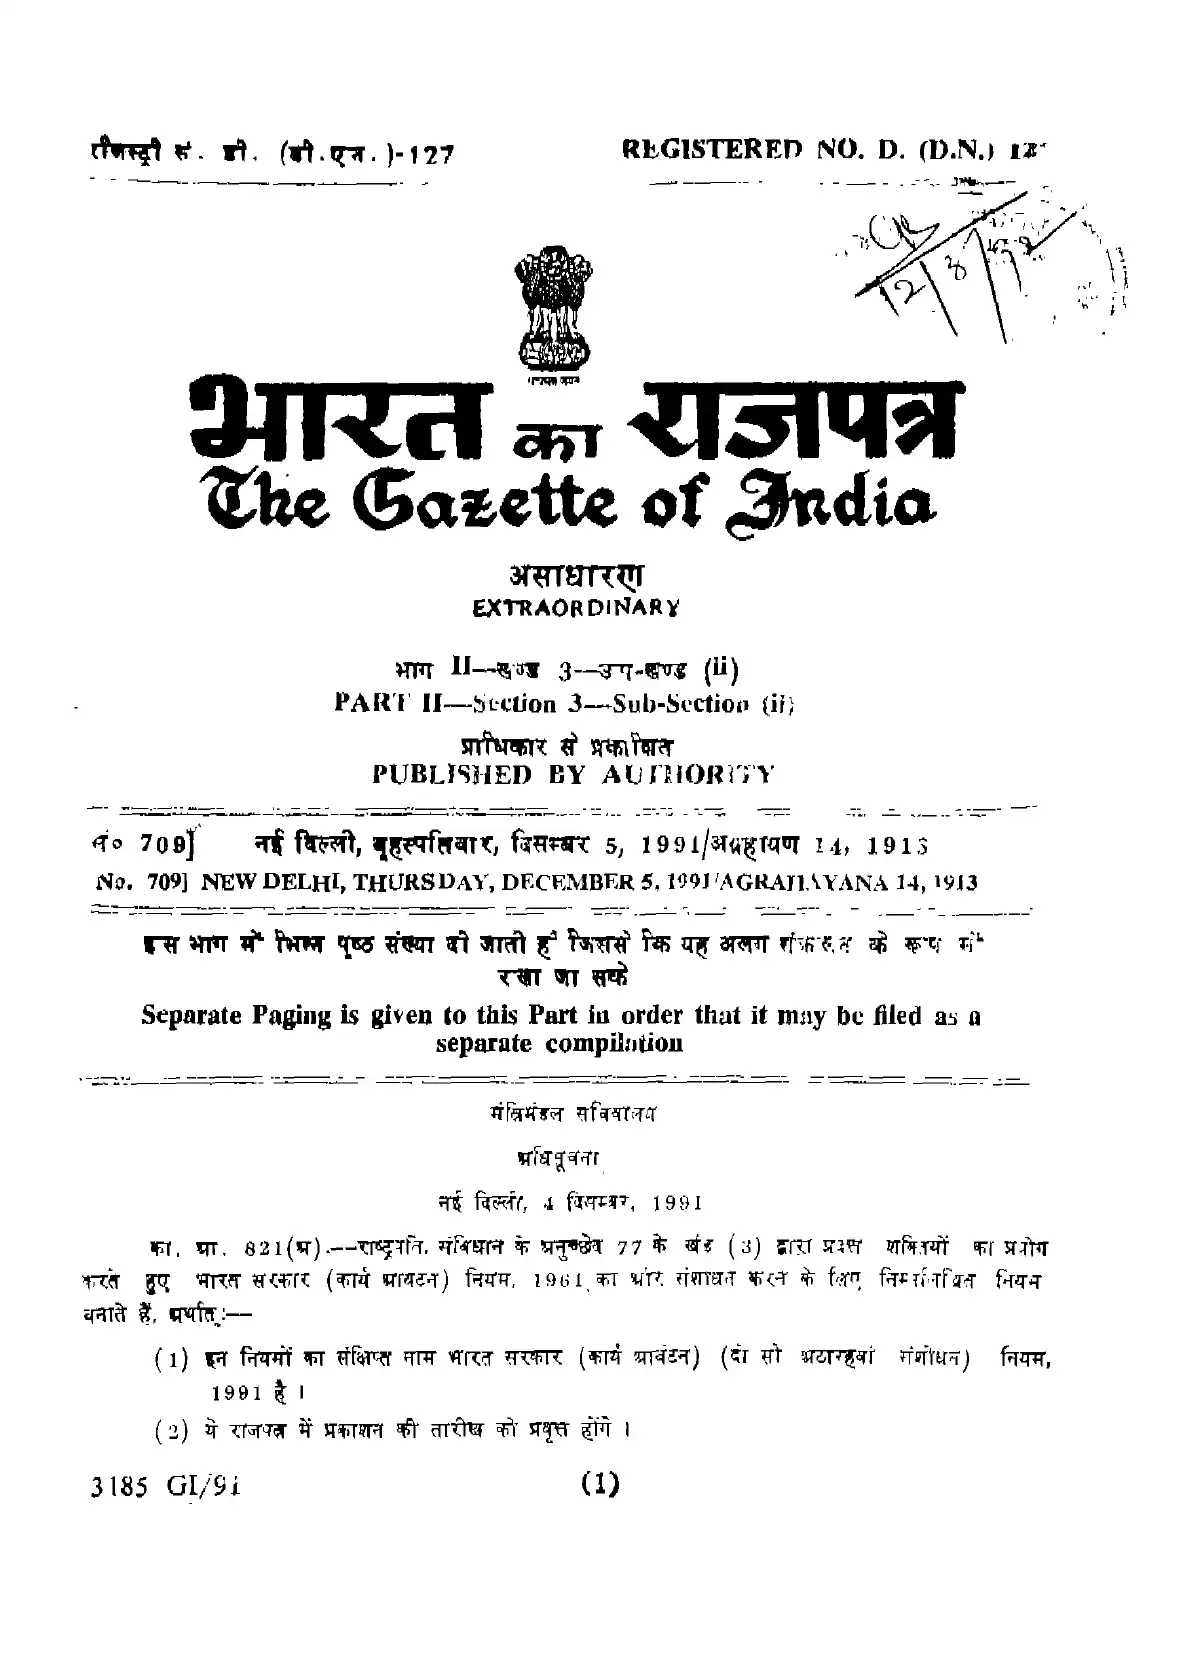 रजिस्ट्री सं. डी. (डी.एन.)-127
REGISTERED NO. D. (D.N.) 127
12/3/92
भारत का राजपत्र
The Gazette of India
असाधारण
EXTRAORDINARY
भाग II—खण्ड 3—उप-खण्ड (ii)
PART II—Section 3—Sub-Section (ii)
प्राधिकार से प्रकाशित
PUBLISHED BY AUTHORITY
सं० 709] नई दिल्ली, बृहस्पतिवार, दिसम्बर 5, 1991/अग्रहायण 14, 1913
No. 709] NEW DELHI, THURSDAY, DECEMBER 5, 1991/AGRAHAYANA 14, 1913
इस भाग में भिन्न पृष्ठ संख्या दी जाती है जिससे कि यह अलग संकलन के रूप में
रखा जा सके
Separate Paging is given to this Part in order that it may be filed as a
separate compilation
मंत्रिमंडल सचिवालय
अधिसूचना
नई दिल्ली, 4 दिसम्बर, 1991
का. आ. 821(अ).—राष्ट्रपति, संविधान के अनुच्छेद 77 के खंड (3) द्वारा प्रदत्त शक्तियों का प्रयोग
करते हुए भारत सरकार (कार्य आबंटन) नियम, 1961 का और संशोधन करने के लिए निम्नलिखित नियम
बनाते हैं, अर्थात्:—
(1) इन नियमों का संक्षिप्त नाम भारत सरकार (कार्य आबंटन) (दो सौ अठारहवां संशोधन) नियम,
1991 है ।
(2) ये राजपत्र में प्रकाशन की तारीख को प्रवृत्त होंगे ।
3185 GI/91
(1)